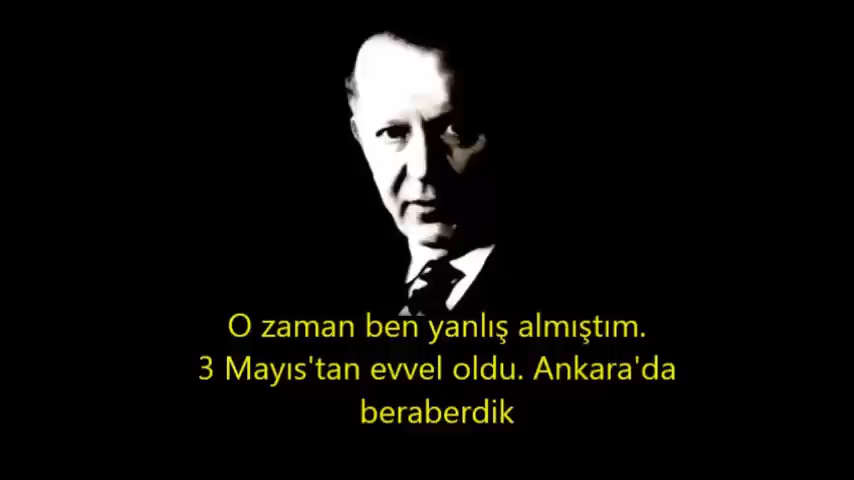 O zaman ben yanlış almıştım.
3 Mayıs'tan evvel oldu. Ankara'da
beraberdik